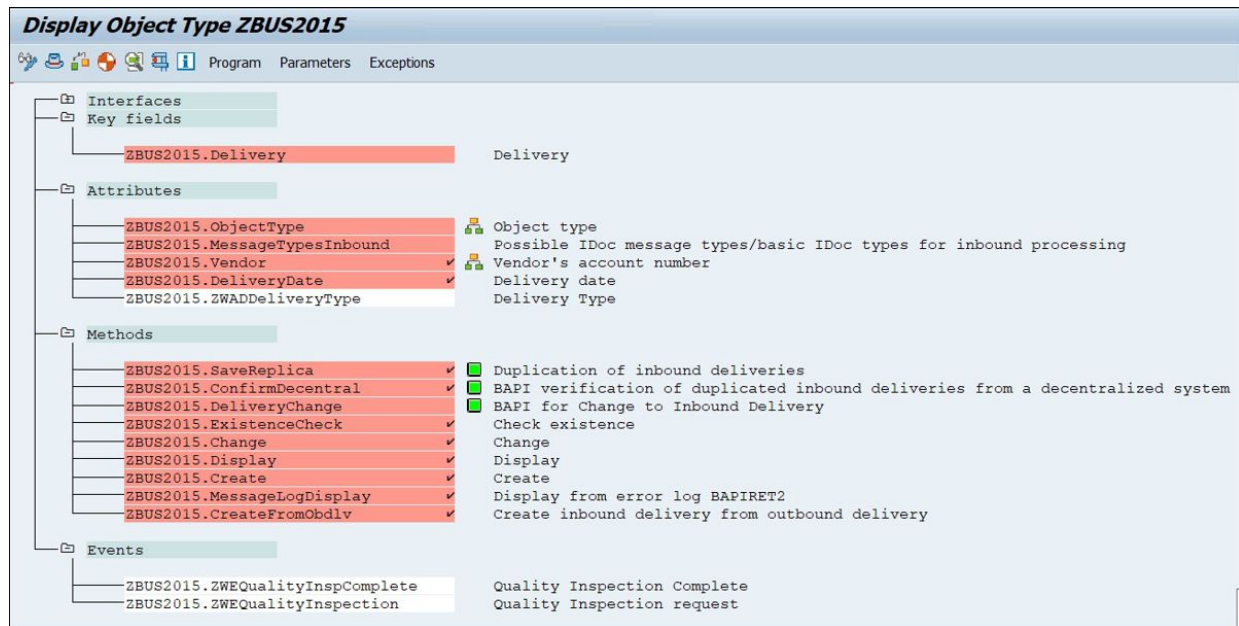 Display Object Type ZBUS2015
Program Parameters Exceptions
Interfaces
Key fields
ZBUS2015.Delivery Delivery
Attributes
ZBUS2015.ObjectType Object type
ZBUS2015.MessageTypesInbound Possible IDoc message types/basic IDoc types for inbound processing
ZBUS2015.Vendor ✔ Vendor's account number
ZBUS2015.DeliveryDate ✔ Delivery date
ZBUS2015.ZWADDeliveryType Delivery Type
Methods
ZBUS2015.SaveReplica ✔ Duplication of inbound deliveries
ZBUS2015.ConfirmDecentral ✔ BAPI verification of duplicated inbound deliveries from a decentralized system
ZBUS2015.DeliveryChange BAPI for Change to Inbound Delivery
ZBUS2015.ExistenceCheck ✔ Check existence
ZBUS2015.Change ✔ Change
ZBUS2015.Display ✔ Display
ZBUS2015.Create ✔ Create
ZBUS2015.MessageLogDisplay ✔ Display from error log BAPIRET2
ZBUS2015.CreateFromObdlv ✔ Create inbound delivery from outbound delivery
Events
ZBUS2015.ZWEQualityInspComplete Quality Inspection Complete
ZBUS2015.ZWEQualityInspection Quality Inspection request